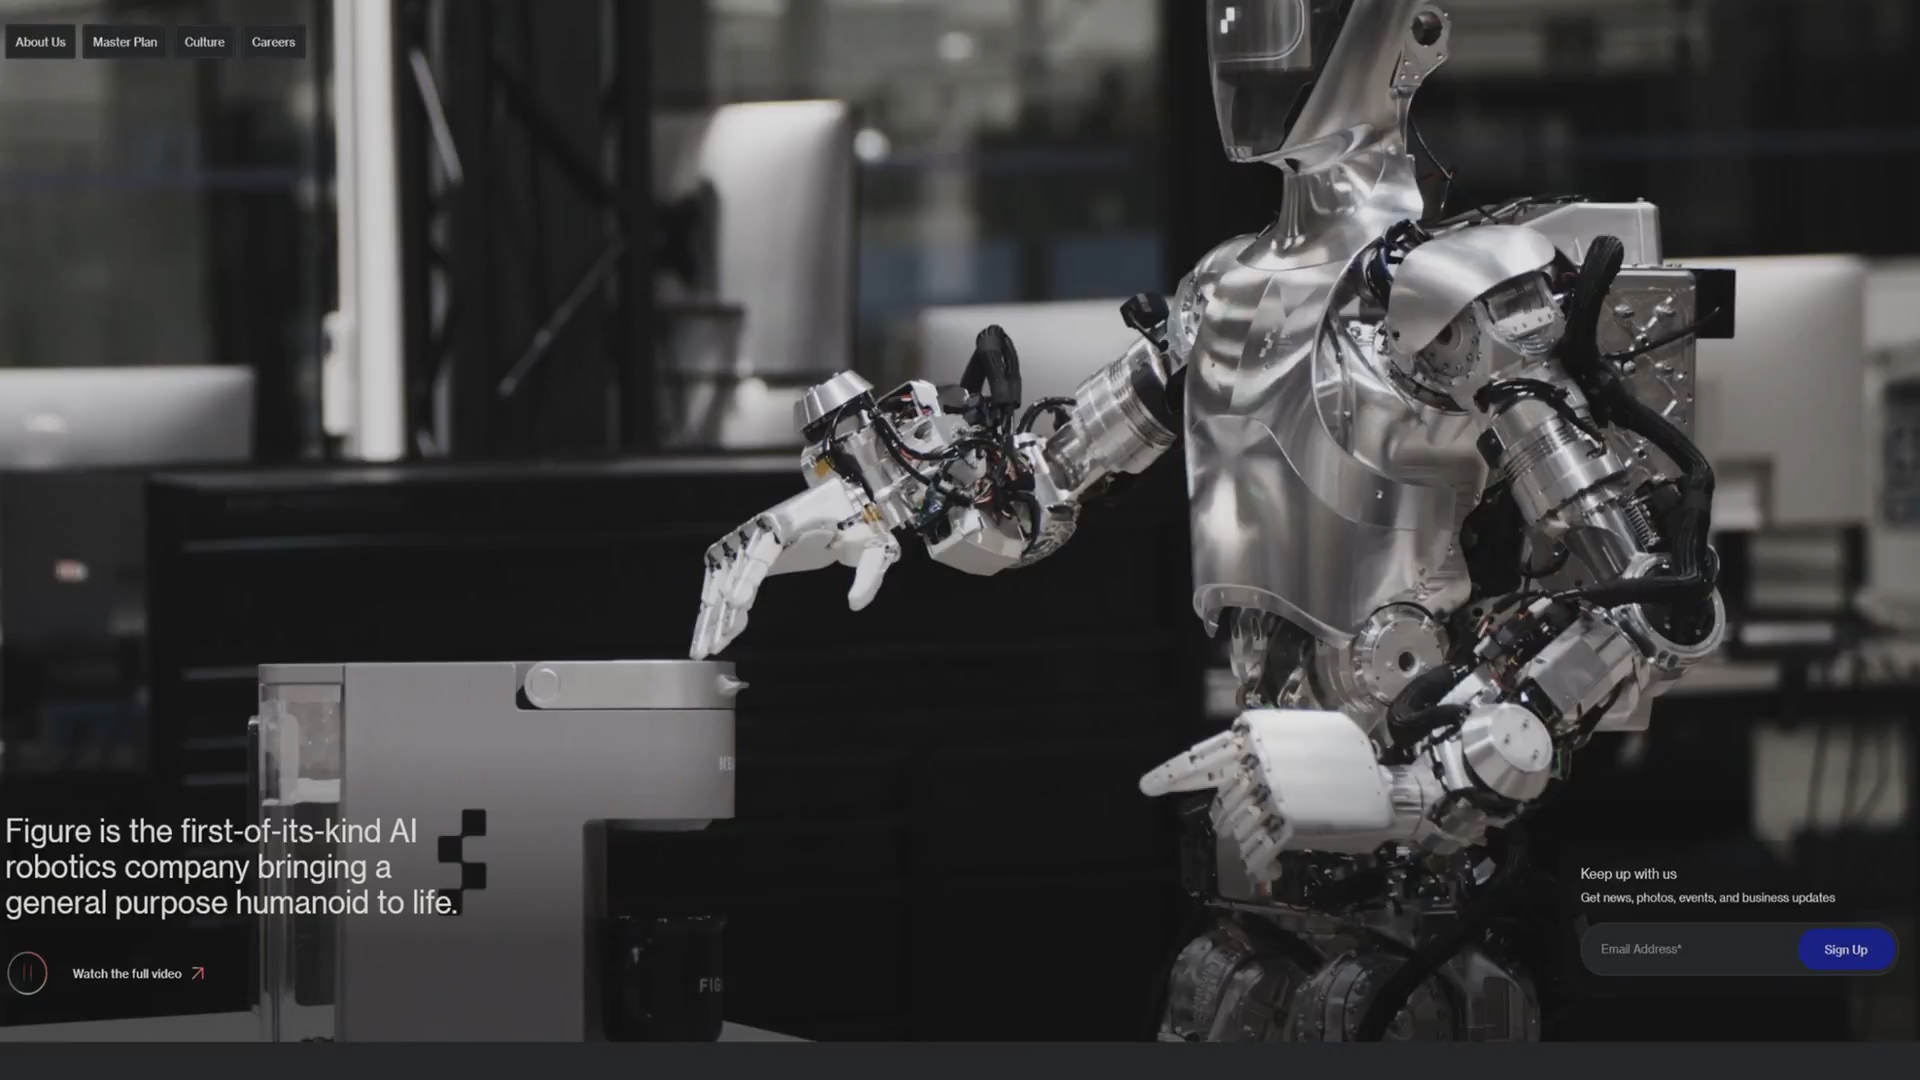 About Us
Master Plan
Culture
Careers
Figure is the first-of-its-kind AI
robotics company bringing a
general purpose humanoid to life.
Watch the full video
Keep up with us
Get news, photos, events, and business updates
Email Address*
Sign Up